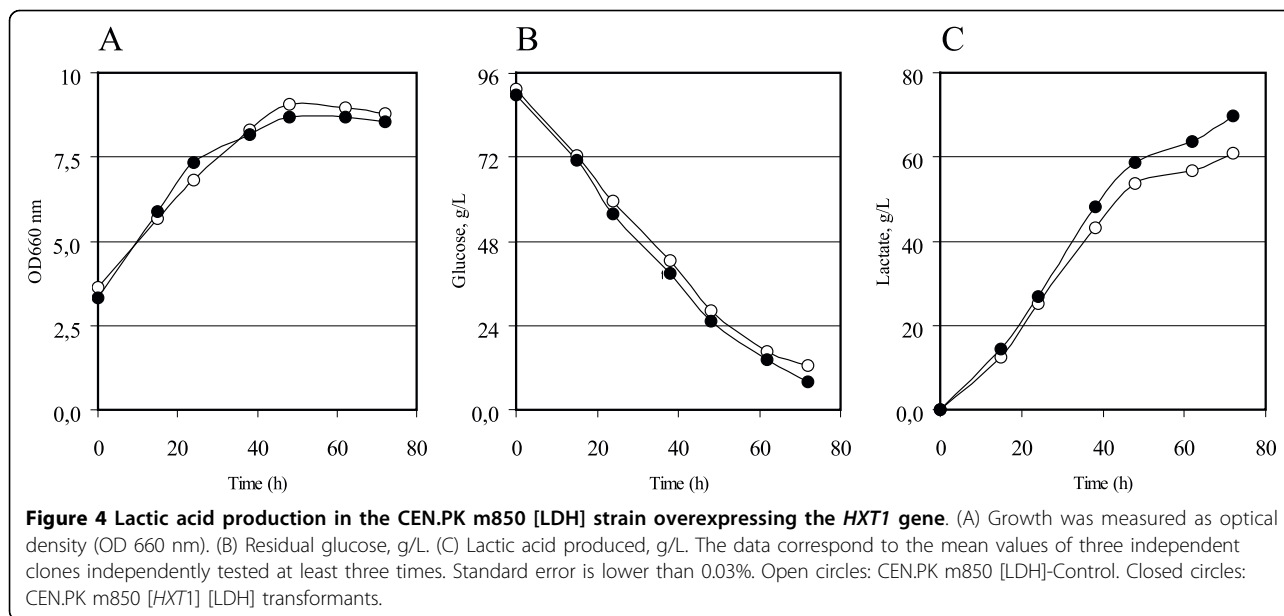 A
B
C
10
7,5
5,0
2,5
0,0
OD660 nm
0
20
40
60
80
Time (h)
96
72
48
24
0,0
Glucose, g/L
0
20
40
60
80
Time (h)
80
60
40
20
0,0
Lactate, g/L
0
20
40
60
80
Time (h)
Figure 4 Lactic acid production in the CEN.PK m850 [LDH] strain overexpressing the HXT1 gene. (A) Growth was measured as optical
density (OD 660 nm). (B) Residual glucose, g/L. (C) Lactic acid produced, g/L. The data correspond to the mean values of three independent
clones independently tested at least three times. Standard error is lower than 0.03%. Open circles: CEN.PK m850 [LDH]-Control. Closed circles:
CEN.PK m850 [HXT1] [LDH] transformants.